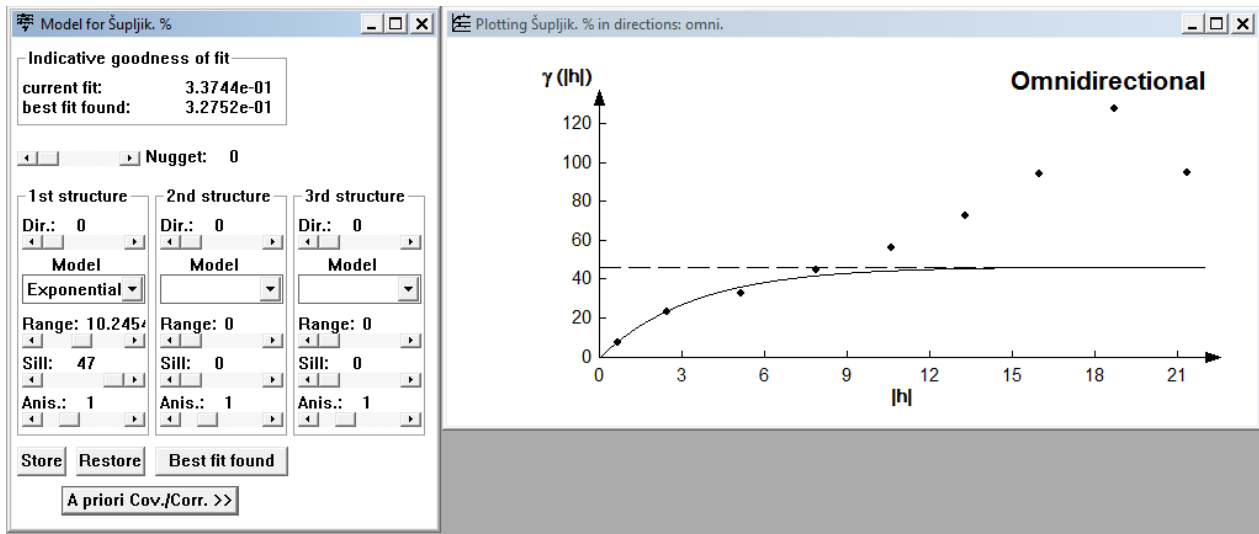 Model for Šupljik. %
Indicative goodness of fit
current fit: 3.3744e-01
best fit found: 3.2752e-01
Nugget: 0
1st structure 2nd structure 3rd structure
Dir.: 0 Dir.: 0 Dir.: 0
Model Model Model
Exponential
Range: 10.2454 Range: 0 Range: 0
Sill: 47 Sill: 0 Sill: 0
Anis.: 1 Anis.: 1 Anis.: 1
Store Restore Best fit found
A priori Cov./Corr. >>
Plotting Šupljik. % in directions: omni.
γ (|h|)
Omnidirectional
120
100
80
60
40
20
0
0 3 6 9 12 15 18 21
|h|